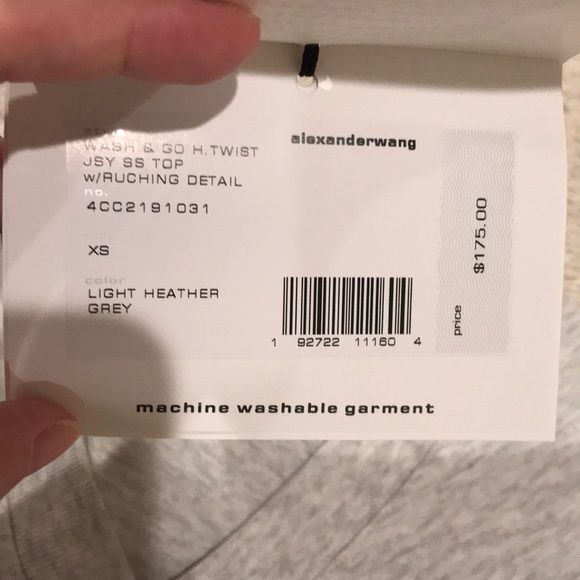 style
WASH & GO H.TWIST
JSY SS TOP
W/RUCHING DETAIL
no.
4CC2191031
XS
color
LIGHT HEATHER
GREY
alexanderwang
1 92722 11160 4
price
$175.00
machine washable garment